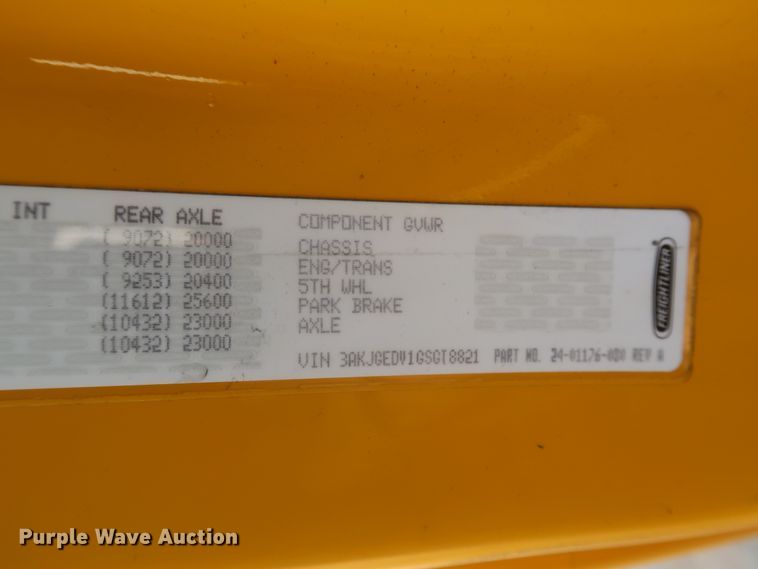 INT REAR AXLE COMPONENT GVWR
( 9072) 20000 CHASSIS
( 9072) 20000 ENG/TRANS
( 9253) 20400 5TH WHL
(11612) 25600 PARK BRAKE
(10432) 23000 AXLE
(10432) 23000
VIN 3AKJGEDV1GSGT8821 PART NO. 24-01176-000 REV A
FREIGHTLINER
Purple Wave Auction